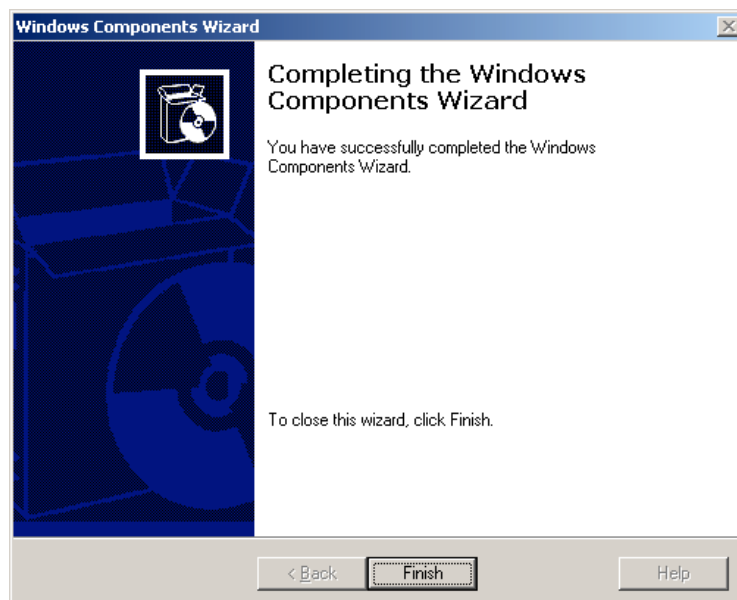 Windows Components Wizard
Completing the Windows
Components Wizard
You have successfully completed the Windows
Components Wizard.
To close this wizard, click Finish.
< Back
Finish
Help